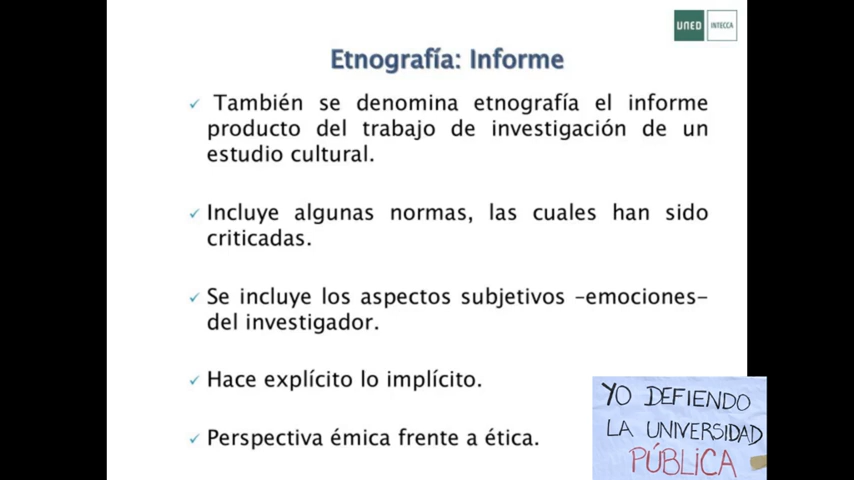 UNED
INTECCA
Etnografía: Informe
También se denomina etnografía el informe
producto del trabajo de investigación de un
estudio cultural.
Incluye algunas normas, las cuales han sido
criticadas.
Se incluye los aspectos subjetivos –emociones–
del investigador.
Hace explícito lo implícito.
Perspectiva émica frente a ética.
YO DEFIENDO
LA UNIVERSIDAD
PÚBLICA